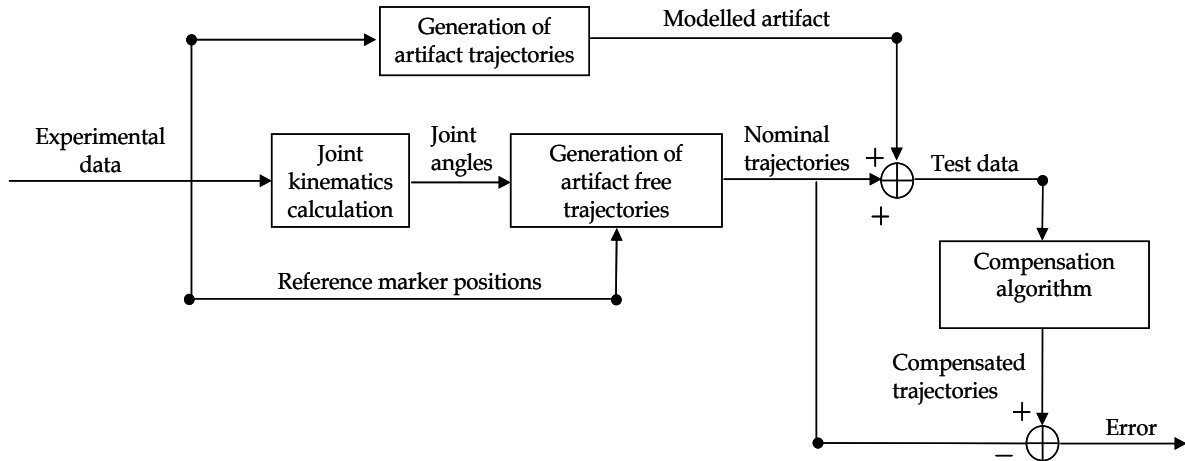 Generation of
artifact trajectories
Modelled artifact
Experimental
data
Joint
kinematics
calculation
Joint
angles
Generation of
artifact free
trajectories
Nominal
trajectories
+
+
Test data
Reference marker positions
Compensation
algorithm
Compensated
trajectories
+
−
Error